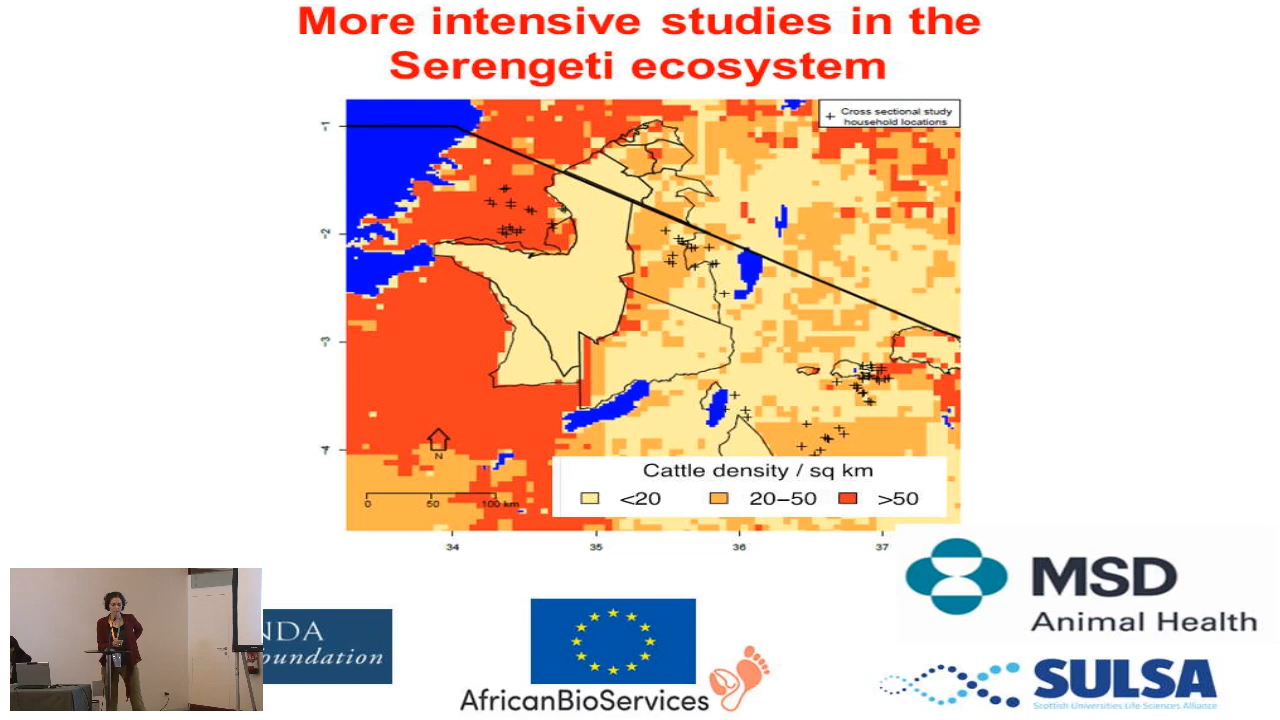 More intensive studies in the
Serengeti ecosystem
+ Cross sectional study
household locations
-1
-2
-3
-4
N
0 50 100 km
Cattle density / sq km
<20 20–50 >50
34 35 36 37
MSD
Animal Health
NDA
oundation
AfricanBioServices
SULSA
Scottish Universities Life Sciences Alliance